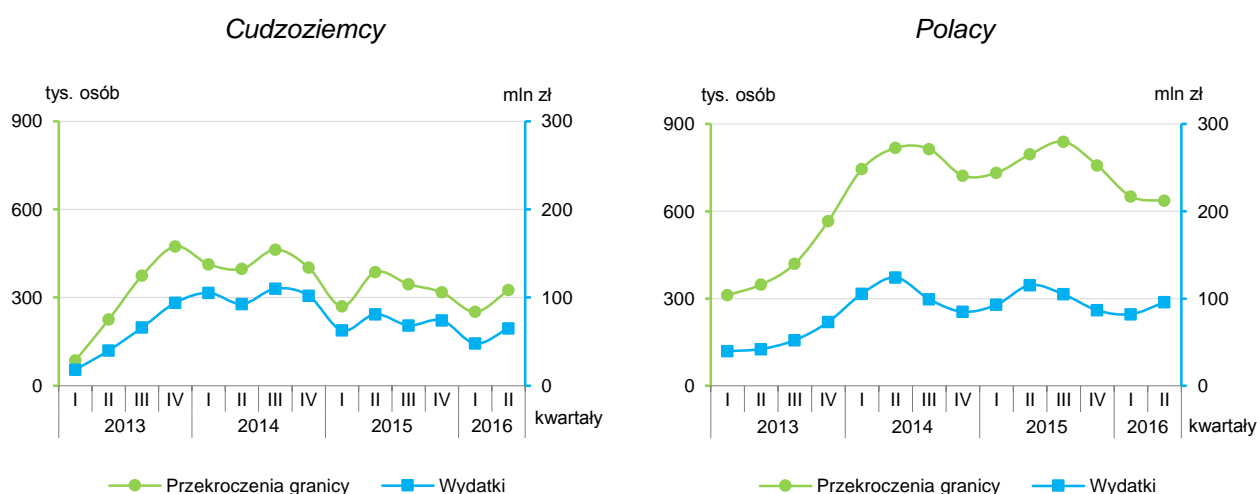 Cudzoziemcy
tys. osób mln zł
900 300
600 200
300 100
0 0
I II III IV I II III IV I II III IV I II
2013 2014 2015 2016 kwartały
Przekroczenia granicy Wydatki
Polacy
tys. osób mln zł
900 300
600 200
300 100
0 0
I II III IV I II III IV I II III IV I II
2013 2014 2015 2016 kwartały
Przekroczenia granicy Wydatki